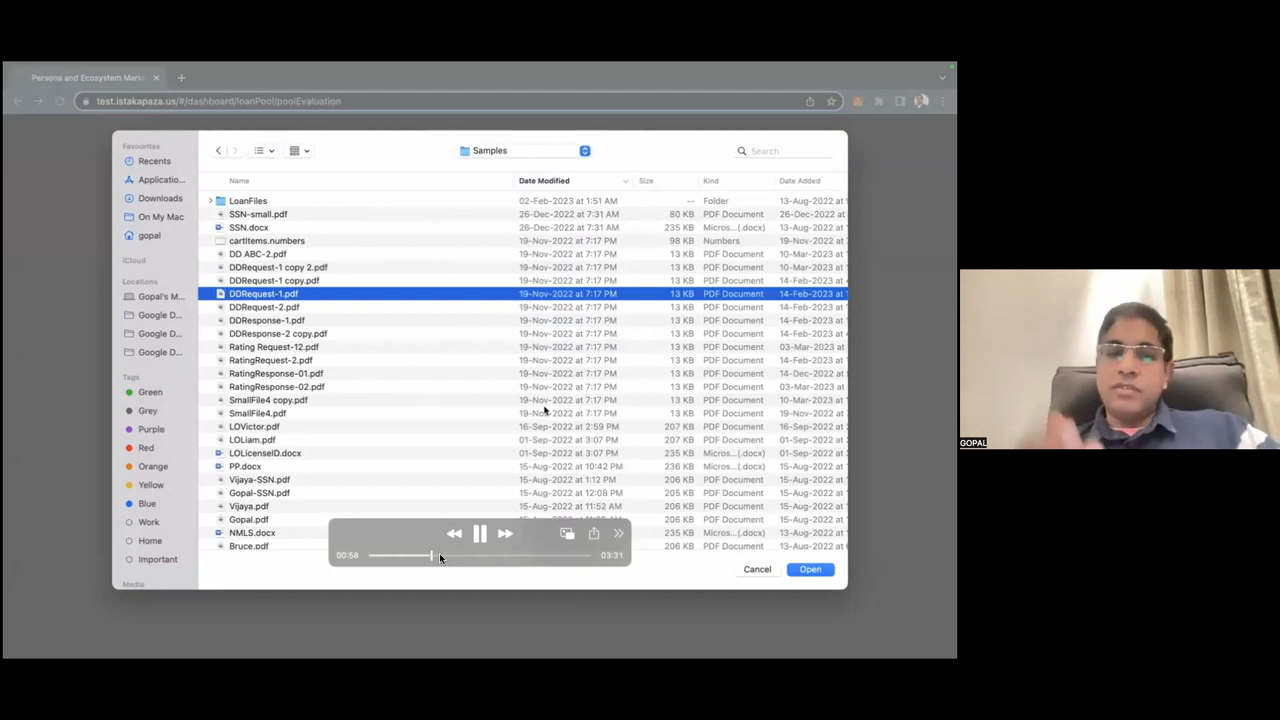 Persona and Ecosystem Mark
test.istakapaza.us/#/dashboard/loanPool/poolEvaluation
Favourites
Recents
Applicatio...
Downloads
On My Mac
gopal
iCloud
Locations
Gopal's M...
Google D...
Google D...
Google D...
Tags
Green
Grey
Purple
Red
Orange
Yellow
Blue
Work
Home
Important
Media
Samples
Search
Name Date Modified Size Kind Date Added
LoanFiles 02-Feb-2023 at 1:51 AM -- Folder 13-Aug-2022 at
SSN-small.pdf 26-Dec-2022 at 7:31 AM 80 KB PDF Document 26-Dec-2022 at
SSN.docx 26-Dec-2022 at 7:31 AM 235 KB Micros...(.docx) 13-Aug-2022 at
cartItems.numbers 19-Nov-2022 at 7:17 PM 98 KB Numbers 19-Nov-2022 at
DD ABC-2.pdf 19-Nov-2022 at 7:17 PM 13 KB PDF Document 10-Mar-2023 at
DDRequest-1 copy 2.pdf 19-Nov-2022 at 7:17 PM 13 KB PDF Document 10-Mar-2023 at
DDRequest-1 copy.pdf 19-Nov-2022 at 7:17 PM 13 KB PDF Document 14-Feb-2023 at
DDRequest-1.pdf 19-Nov-2022 at 7:17 PM 13 KB PDF Document 14-Feb-2023 at
DDRequest-2.pdf 19-Nov-2022 at 7:17 PM 13 KB PDF Document 14-Feb-2023 at
DDResponse-1.pdf 19-Nov-2022 at 7:17 PM 13 KB PDF Document 14-Feb-2023 at
DDResponse-2 copy.pdf 19-Nov-2022 at 7:17 PM 13 KB PDF Document 14-Feb-2023 at
Rating Request-12.pdf 19-Nov-2022 at 7:17 PM 13 KB PDF Document 03-Mar-2023 at
RatingRequest-2.pdf 19-Nov-2022 at 7:17 PM 13 KB PDF Document 14-Feb-2023 at
RatingResponse-01.pdf 19-Nov-2022 at 7:17 PM 13 KB PDF Document 14-Dec-2022 at
RatingResponse-02.pdf 19-Nov-2022 at 7:17 PM 13 KB PDF Document 03-Mar-2023 at
SmallFile4 copy.pdf 19-Nov-2022 at 7:17 PM 13 KB PDF Document 10-Mar-2023 at
SmallFile4.pdf 19-Nov-2022 at 7:17 PM 13 KB PDF Document 19-Nov-2022 at
LOVictor.pdf 16-Sep-2022 at 2:59 PM 207 KB PDF Document 16-Sep-2022 at
LOLiam.pdf 01-Sep-2022 at 3:07 PM 207 KB PDF Document 01-Sep-2022 at
LOLicenseID.docx 01-Sep-2022 at 3:07 PM 235 KB Micros...(.docx) 01-Sep-2022 at
PP.docx 15-Aug-2022 at 10:42 PM 236 KB Micros...(.docx) 15-Aug-2022 at
Vijaya-SSN.pdf 15-Aug-2022 at 1:12 PM 206 KB PDF Document 15-Aug-2022 at
Gopal-SSN.pdf 15-Aug-2022 at 12:08 PM 205 KB PDF Document 15-Aug-2022 at
Vijaya.pdf 15-Aug-2022 at 11:52 AM 206 KB PDF Document 15-Aug-2022 at
Gopal.pdf 206 KB PDF Document 15-Aug-2022 at
NMLS.docx 235 KB Micros...(.docx) 13-Aug-2022 at
Bruce.pdf 206 KB PDF Document 13-Aug-2022 at
00:58 03:31
Cancel Open
GOPAL